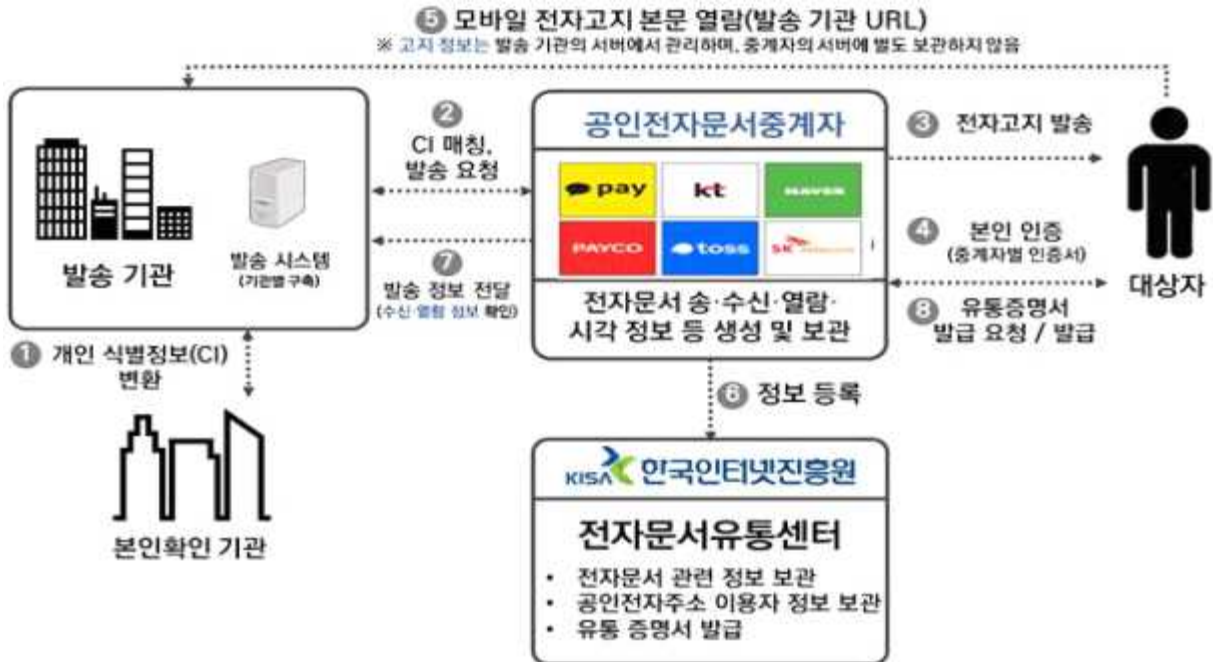 ⑤ 모바일 전자고지 본문 열람(발송 기관 URL)
※ 고지 정보는 발송 기관의 서버에서 관리하며, 중계자의 서버에 별도 보관하지 않음
발송 기관
발송 시스템
(기관별 구축)
② CI 매칭,
발송 요청
⑦ 발송 정보 전달
(수신·열람 정보 확인)
공인전자문서중계자
pay
kt
NAVER
PAYCO
toss
SK telecom
전자문서 송·수신·열람·
시각 정보 등 생성 및 보관
③ 전자고지 발송
④ 본인 인증
(중계자별 인증서)
⑧ 유통증명서
발급 요청 / 발급
대상자
① 개인 식별정보(CI)
변환
본인확인 기관
⑥ 정보 등록
KISA 한국인터넷진흥원
전자문서유통센터
• 전자문서 관련 정보 보관
• 공인전자주소 이용자 정보 보관
• 유통 증명서 발급